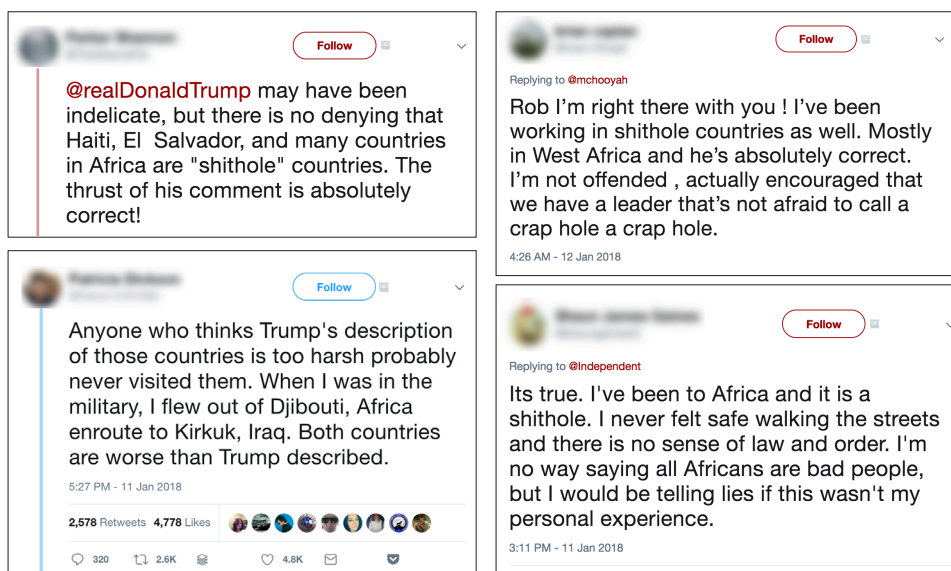 Follow
@realDonaldTrump may have been
indelicate, but there is no denying that
Haiti, El  Salvador, and many countries
in Africa are "shithole" countries. The
thrust of his comment is absolutely
correct!
Follow
Anyone who thinks Trump's description
of those countries is too harsh probably
never visited them. When I was in the
military, I flew out of Djibouti, Africa
enroute to Kirkuk, Iraq. Both countries
are worse than Trump described.
5:27 PM - 11 Jan 2018
2,578 Retweets 4,778 Likes
320 2.6K 4.8K
Follow
Replying to @mchooyah
Rob I’m right there with you ! I’ve been
working in shithole countries as well. Mostly
in West Africa and he’s absolutely correct.
I’m not offended , actually encouraged that
we have a leader that’s not afraid to call a
crap hole a crap hole.
4:26 AM - 12 Jan 2018
Follow
Replying to @Independent
Its true. I've been to Africa and it is a
shithole. I never felt safe walking the streets
and there is no sense of law and order. I'm
no way saying all Africans are bad people,
but I would be telling lies if this wasn't my
personal experience.
3:11 PM - 11 Jan 2018